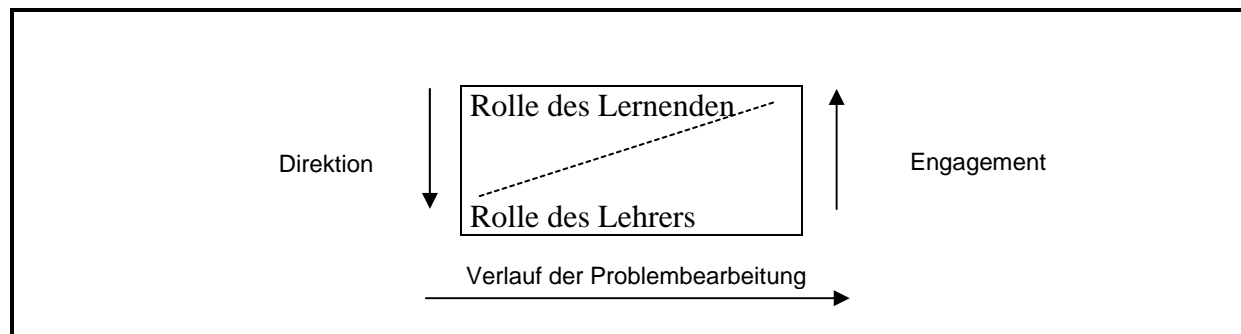 Rolle des Lernenden
Direktion
Engagement
Rolle des Lehrers
Verlauf der Problembearbeitung